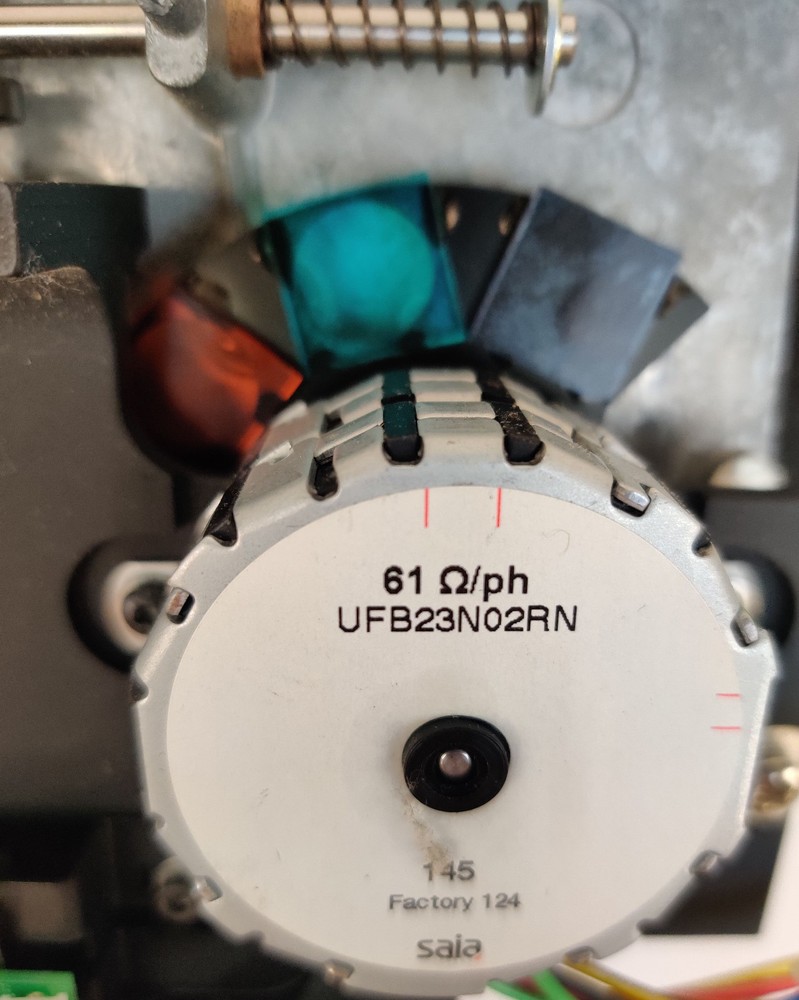 61 Ω/ph
UFB23N02RN
145
Factory 124
saia